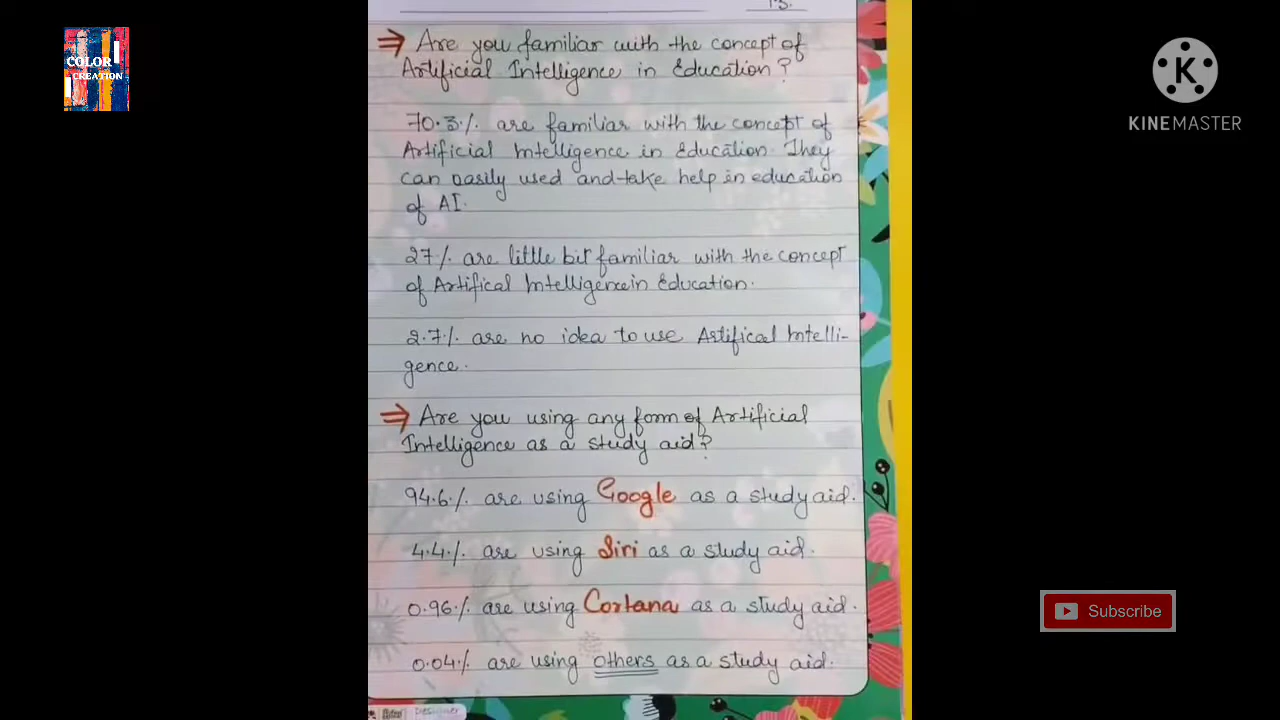 13.
COLOR
CREATION
KINEMASTER
⇒ Are you familiar with the concept of
Artificial Intelligence in Education?
70.3% are familiar with the concept of
Artificial Intelligence in Education. They
can easily used and take help in education
of AI.
27% are little bit familiar with the concept
of Artifical Intelligence in Education.
2.7% are no idea to use Artifical Intelli-
gence.
⇒ Are you using any form of Artificial
Intelligence as a study aid?
94.6% are using Google as a study aid.
4.4% are using Siri as a study aid.
0.96% are using Cortana as a study aid.
0.04% are using others as a study aid.
Subscribe